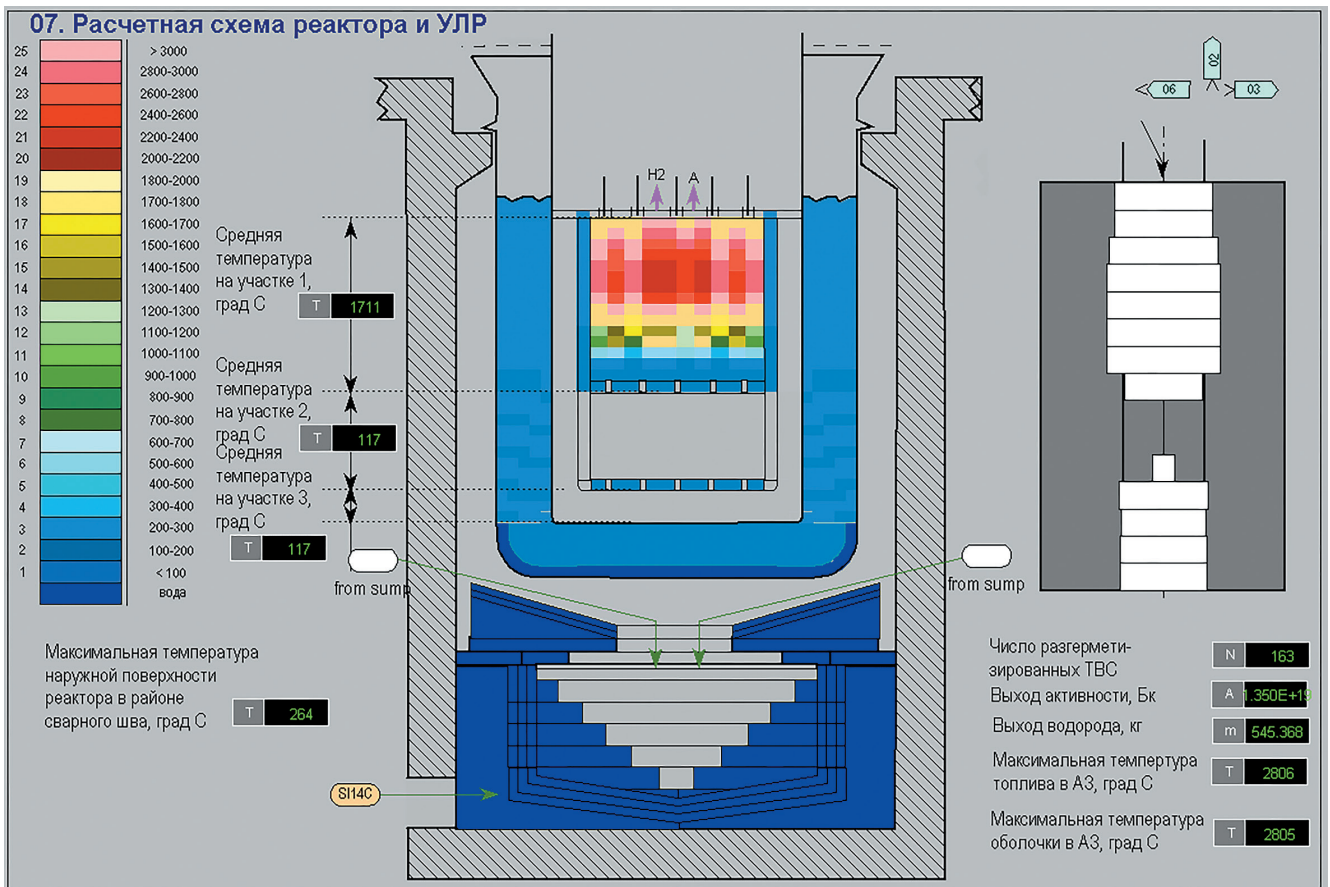 07. Расчетная схема реактора и УЛР
25 > 3000
24 2800-3000
23 2600-2800
22 2400-2600
21 2200-2400
20 2000-2200
19 1800-2000
18 1700-1800
17 1600-1700
16 1500-1600
15 1400-1500
14 1300-1400
13 1200-1300
12 1100-1200
11 1000-1100
10 900-1000
9 800-900
8 700-800
7 600-700
6 500-600
5 400-500
4 300-400
3 200-300
2 100-200
1 < 100
вода
Средняя
температура
на участке 1,
град С
T 1711
Средняя
температура
на участке 2,
град С
T 117
Средняя
температура
на участке 3,
град С
T 117
H2 A
02
06 03
from sump
from sump
Максимальная температура
наружной поверхности
реактора в районе
сварного шва, град С
T 264
SI14C
Число разгермети-
зированных ТВС
N 163
Выход активности, Бк
A 1.350E+19
Выход водорода, кг
m 545.368
Максимальная темпертура
топлива в АЗ, град С
T 2806
Максимальная температура
оболочки в АЗ, град С
T 2805